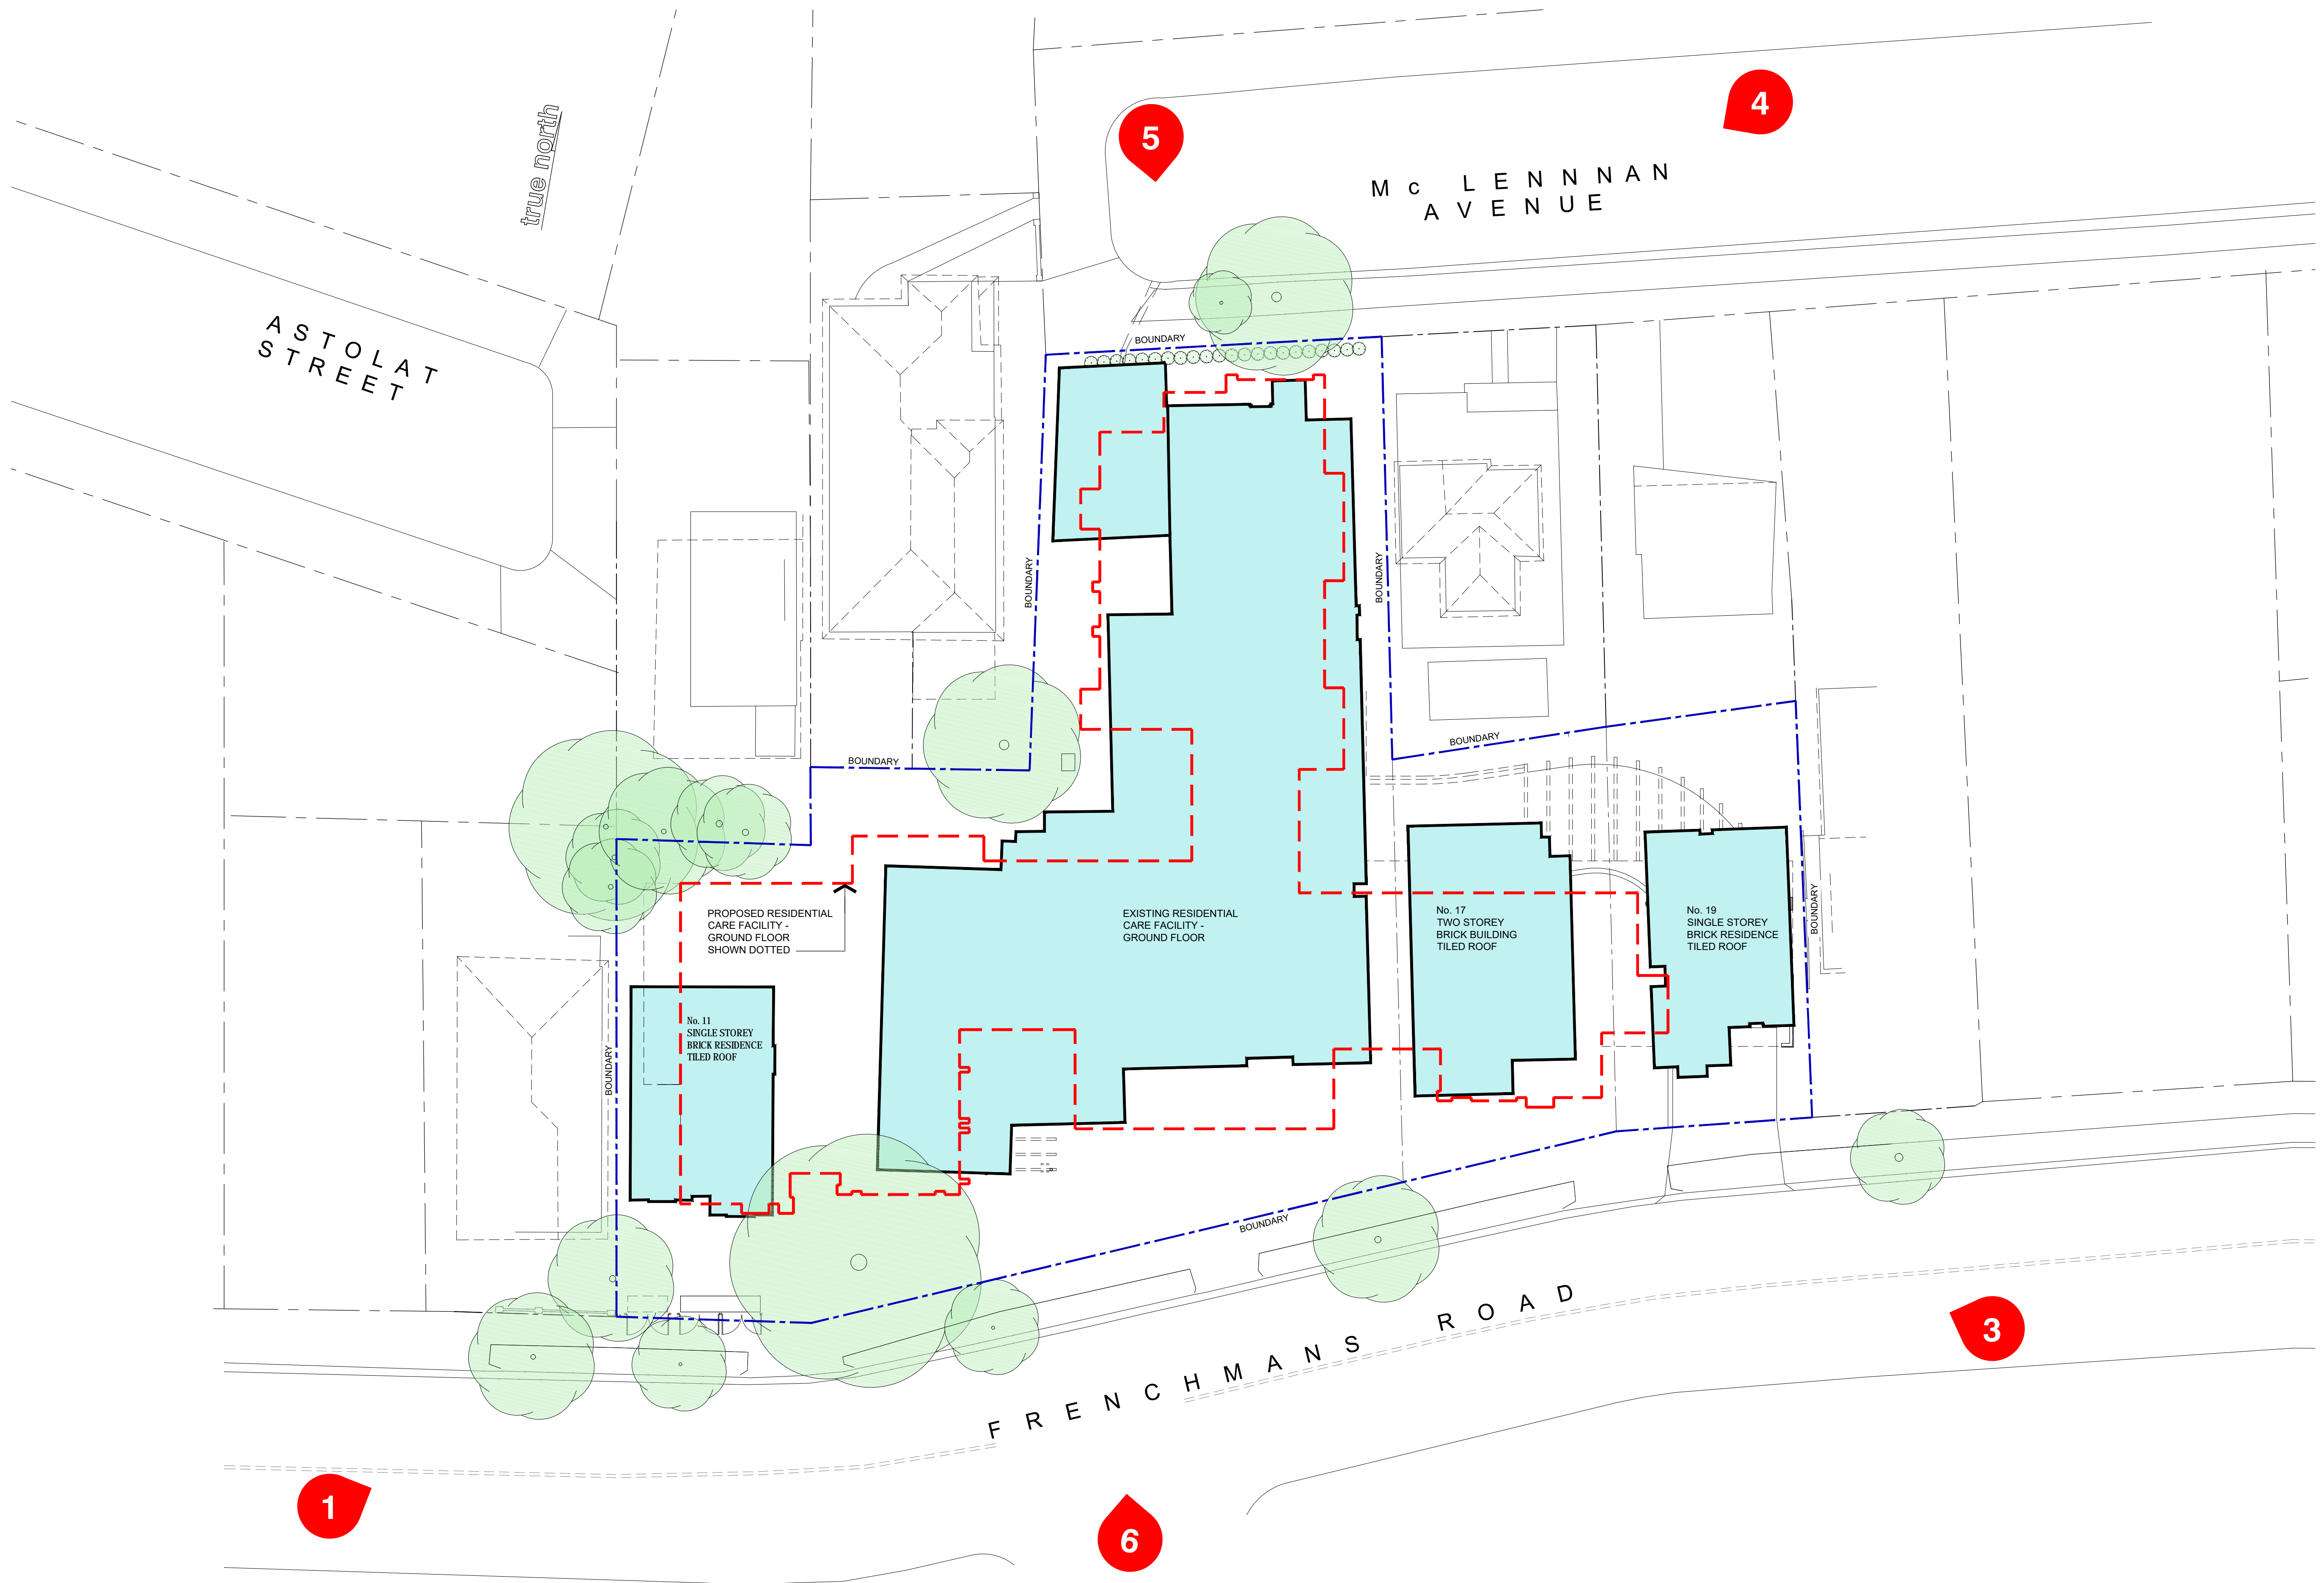 5
4
true north
Mc LENNNAN
AVENUE
ASTOLAT
STREET
BOUNDARY
BOUNDARY
BOUNDARY
BOUNDARY
BOUNDARY
PROPOSED RESIDENTIAL
CARE FACILITY -
GROUND FLOOR
SHOWN DOTTED
EXISTING RESIDENTIAL
CARE FACILITY -
GROUND FLOOR
No. 17
TWO STOREY
BRICK BUILDING
TILED ROOF
No. 19
SINGLE STOREY
BRICK RESIDENCE
TILED ROOF
BOUNDARY
No. 11
SINGLE STOREY
BRICK RESIDENCE
TILED ROOF
BOUNDARY
BOUNDARY
FRENCHMANS ROAD
3
1
6